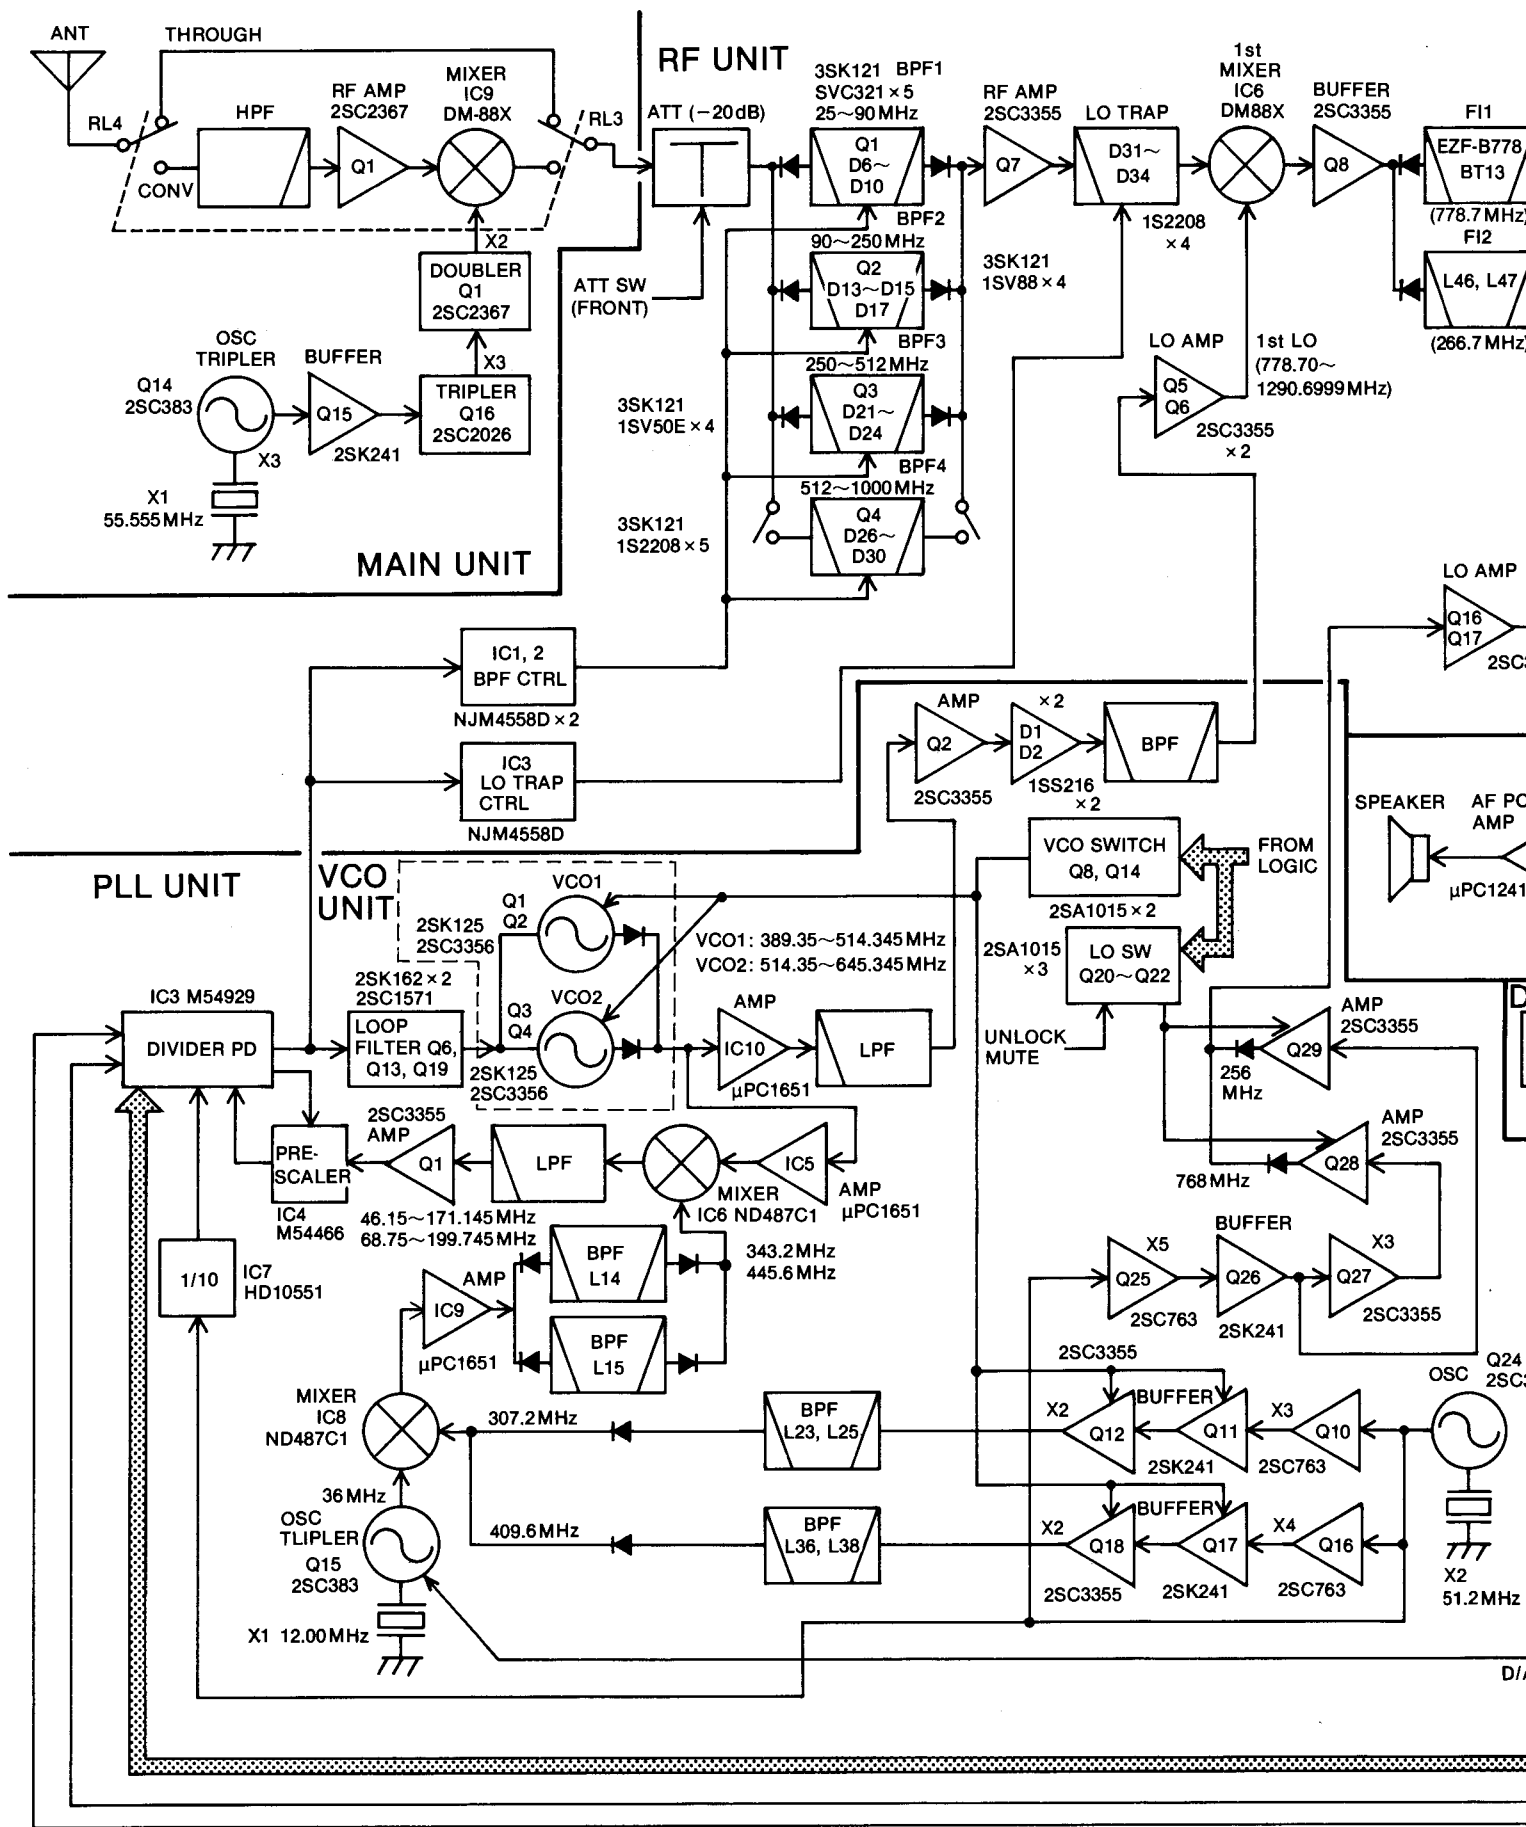 ANT
THROUGH
RL4
CONV
HPF
RF AMP
2SC2367
Q1
MIXER
IC9
DM-88X
RL3
X2
DOUBLER
Q1
2SC2367
X3
TRIPLER
Q16
2SC2026
OSC
TRIPLER
Q14
2SC383
X3
BUFFER
Q15
2SK241
X1
55.555MHz
MAIN UNIT
RF UNIT
ATT (−20dB)
ATT SW
(FRONT)
3SK121 BPF1
SVC321×5
25~90MHz
Q1
D6~
D10
BPF2
90~250MHz
Q2
D13~D15
D17
BPF3
250~512MHz
Q3
D21~
D24
BPF4
512~1000MHz
Q4
D26~
D30
3SK121
1SV88×4
3SK121
1SV50E×4
3SK121
1S2208×5
RF AMP
2SC3355
Q7
LO TRAP
D31~
D34
1S2208
×4
1st
MIXER
IC6
DM88X
BUFFER
2SC3355
Q8
FI1
EZF-B778
BT13
(778.7MHz)
FI2
L46, L47
(266.7MHz)
LO AMP
Q5
Q6
2SC3355
×2
1st LO
(778.70~
1290.6999MHz)
LO AMP
Q16
Q17
2SC3
IC1, 2
BPF CTRL
NJM4558D×2
IC3
LO TRAP
CTRL
NJM4558D
AMP
Q2
2SC3355
×2
D1
D2
1SS216
×2
BPF
SPEAKER
AF PO
AMP
μPC1241
VCO SWITCH
Q8, Q14
2SA1015×2
FROM
LOGIC
LO SW
Q20~Q22
2SA1015
×3
UNLOCK
MUTE
PLL UNIT
VCO
UNIT
VCO1
Q1
Q2
2SK125
2SC3356
VCO1: 389.35~514.345MHz
VCO2: 514.35~645.345MHz
VCO2
Q3
Q4
2SK125
2SC3356
IC3 M54929
DIVIDER PD
2SK162×2
2SC1571
LOOP
FILTER Q6,
Q13, Q19
AMP
IC10
μPC1651
LPF
AMP
2SC3355
Q29
256
MHz
AMP
2SC3355
Q28
768MHz
PRE-
SCALER
IC4
M54466
2SC3355
AMP
Q1
LPF
46.15~171.145MHz
68.75~199.745MHz
MIXER
IC6 ND487C1
IC5
AMP
μPC1651
1/10
IC7
HD10551
AMP
IC9
μPC1651
BPF
L14
BPF
L15
343.2MHz
445.6MHz
X5
Q25
2SC763
BUFFER
Q26
2SK241
X3
Q27
2SC3355
MIXER
IC8
ND487C1
307.2MHz
BPF
L23, L25
2SC3355
X2
Q12
BUFFER
Q11
2SK241
X3
Q10
2SC763
OSC
Q24
2SC3
36MHz
OSC
TLIPLER
Q15
2SC383
X1 12.00MHz
409.6MHz
BPF
L36, L38
X2
Q18
2SC3355
BUFFER
Q17
2SK241
X4
Q16
2SC763
X2
51.2MHz
D/A
D